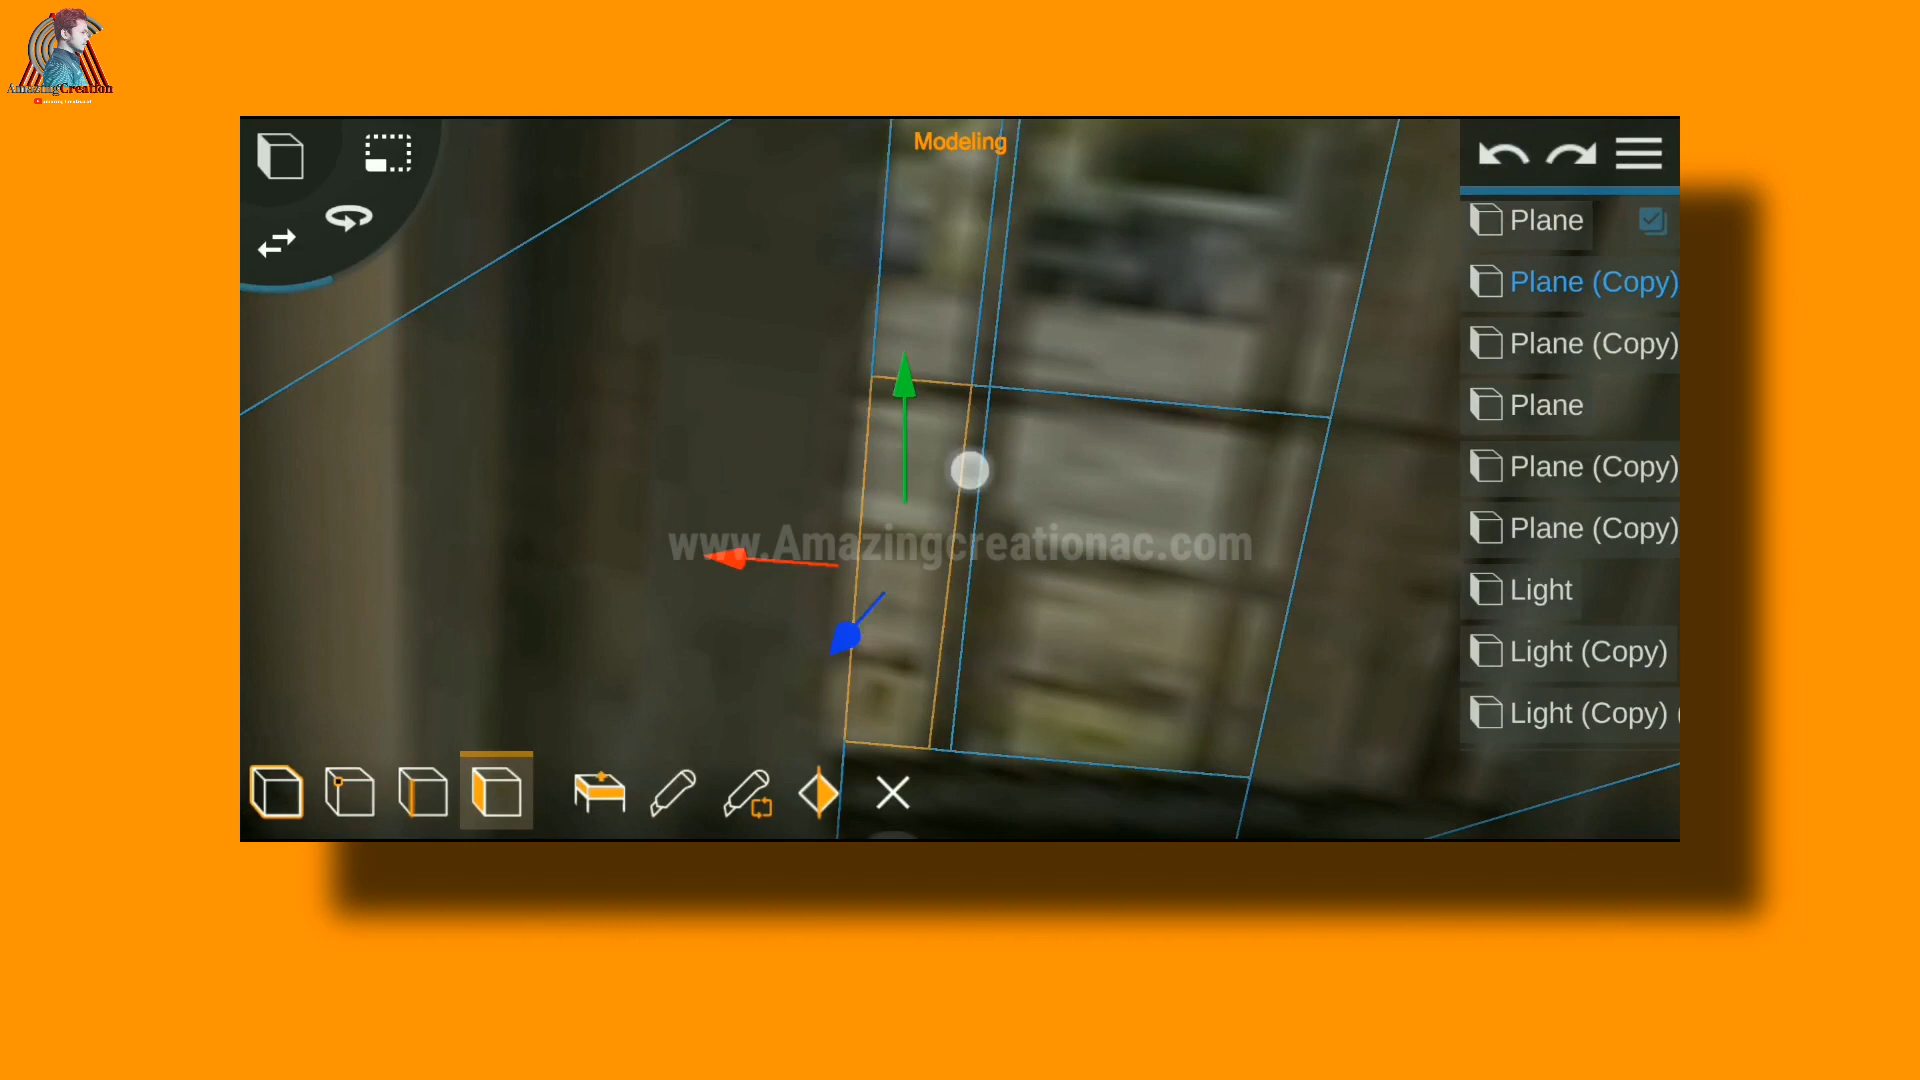 AmazingCreation
Modeling
Plane
Plane (Copy)
Plane (Copy)
Plane
Plane (Copy)
Plane (Copy)
Light
Light (Copy)
Light (Copy) (
www.Amazingcreationac.com